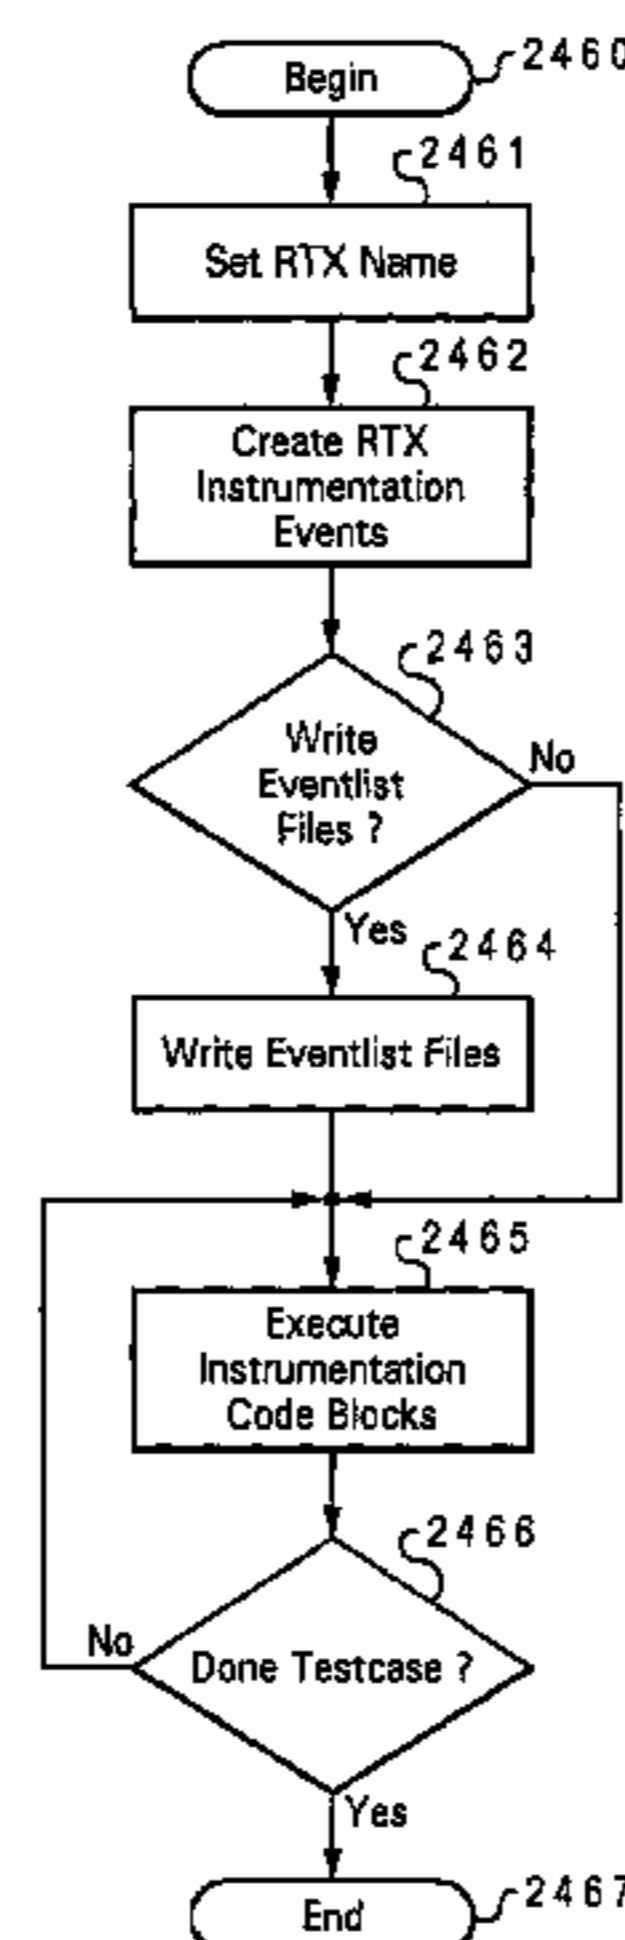 Begin
2460
2461
Set RTX Name
2462
Create RTX
Instrumentation
Events
2463
Write
Eventlist
Files ?
No
Yes
2464
Write Eventlist Files
2465
Execute
Instrumentation
Code Blocks
2466
No
Done Testcase ?
Yes
End
2467